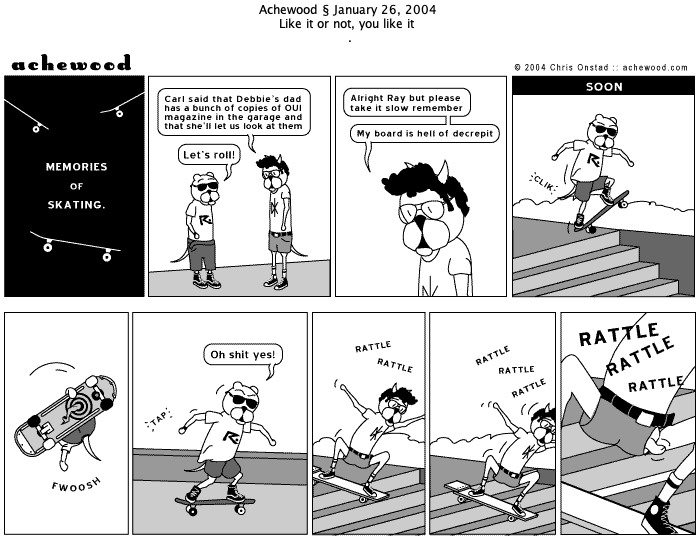 Achewood § January 26, 2004
Like it or not, you like it
.
achewood
© 2004 Chris Onstad :: achewood.com
MEMORIES
OF
SKATING.
Carl said that Debbie's dad
has a bunch of copies of OUI
magazine in the garage and
that she'll let us look at them
Let's roll!
Alright Ray but please
take it slow remember
My board is hell of decrepit
SOON
CLIK
R
FWOOSH
Oh shit yes!
TAP
R
RATTLE
RATTLE
RATTLE
RATTLE
RATTLE
RATTLE
RATTLE
RATTLE